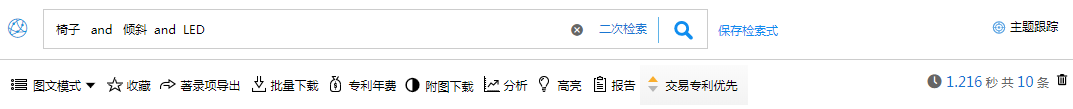 椅子 and 倾斜 and LED 二次检索 保存检索式 主题跟踪
图文模式 收藏 著录项导出 批量下载 专利年费 附图下载 分析 高亮 报告 交易专利优先 1.216 秒 共 10 条